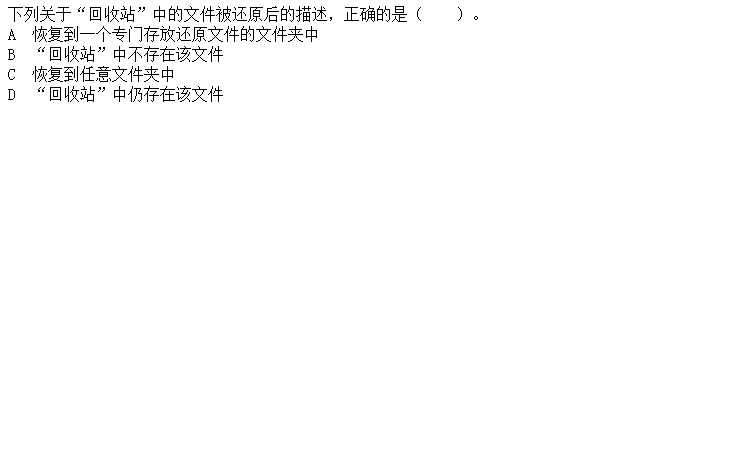 下列关于“回收站”中的文件被还原后的描述，正确的是（　　）。
A　恢复到一个专门存放还原文件的文件夹中
B　“回收站”中不存在该文件
C　恢复到任意文件夹中
D　“回收站”中仍存在该文件